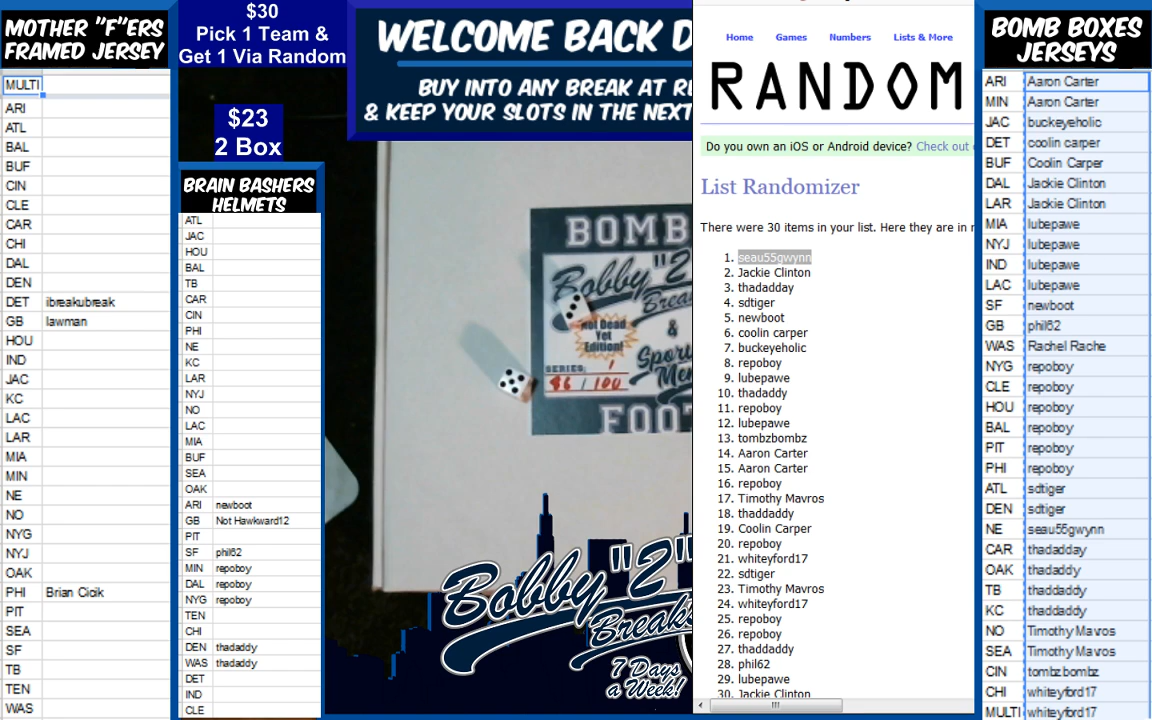 MOTHER "F"ERS
FRAMED JERSEY
MULTI
ARI
ATL
BAL
BUF
CIN
CLE
CAR
CHI
DAL
DEN
DET ibreakubreak
GB lawman
HOU
IND
JAC
KC
LAC
LAR
MIA
MIN
NE
NO
NYG
NYJ
OAK
PHI Brian Cicik
PIT
SEA
SF
TB
TEN
WAS
$30
Pick 1 Team &
Get 1 Via Random
$23
2 Box
BRAIN BASHERS
HELMETS
ATL
JAC
HOU
BAL
TB
CAR
CIN
PHI
NE
KC
LAR
NYJ
NO
LAC
MIA
BUF
SEA
OAK
ARI newboot
GB Not Hawkward12
PIT
SF phil62
MIN repoboy
DAL repoboy
NYG repoboy
TEN
CHI
DEN thadaddy
WAS thadaddy
DET
IND
CLE
WELCOME BACK D
BUY INTO ANY BREAK AT RE
& KEEP YOUR SLOTS IN THE NEXT
BOMB
Bobby "2"
Brea
Not Dead
Yet
Edition!
&
Sport
Mem
SERIES: 1
86 / 100
FOOT
Bobby "2"
Breaks
7 Days
a Week!
Home Games Numbers Lists & More
RANDOM
Do you own an iOS or Android device? Check out
List Randomizer
There were 30 items in your list. Here they are in r
1. seau55gwynn
2. Jackie Clinton
3. thadadday
4. sdtiger
5. newboot
6. coolin carper
7. buckeyeholic
8. repoboy
9. lubepawe
10. thadaddy
11. repoboy
12. lubepawe
13. tombzbombz
14. Aaron Carter
15. Aaron Carter
16. repoboy
17. Timothy Mavros
18. thaddaddy
19. Coolin Carper
20. repoboy
21. whiteyford17
22. sdtiger
23. Timothy Mavros
24. whiteyford17
25. repoboy
26. repoboy
27. thaddaddy
28. phil62
29. lubepawe
30. Jackie Clinton
BOMB BOXES
JERSEYS
ARI Aaron Carter
MIN Aaron Carter
JAC buckeyeholic
DET coolin carper
BUF Coolin Carper
DAL Jackie Clinton
LAR Jackie Clinton
MIA lubepawe
NYJ lubepawe
IND lubepawe
LAC lubepawe
SF newboot
GB phil62
WAS Rachel Rache
NYG repoboy
CLE repoboy
HOU repoboy
BAL repoboy
PIT repoboy
PHI repoboy
ATL sdtiger
DEN sdtiger
NE seau55gwynn
CAR thadadday
OAK thadaddy
TB thaddaddy
KC thaddaddy
NO Timothy Mavros
SEA Timothy Mavros
CIN tombzbombz
CHI whiteyford17
MULTI whiteyford17